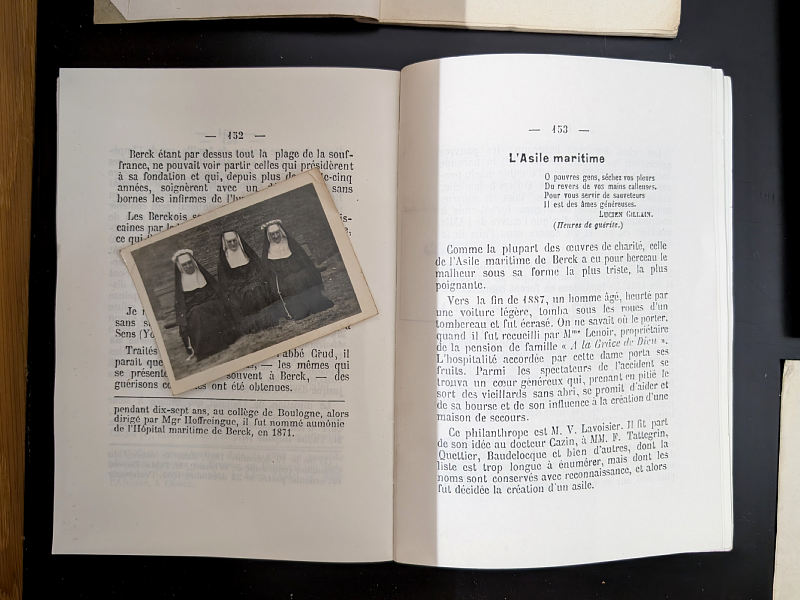 — 152 —
Berck étant par dessus tout la plage de la souf-
france, ne pouvait voir partir celles qui présidèrent
à sa fondation et qui, depuis plus de
années, soignèrent avec un sans
bornes les infirmes de
Les Berckois
caines par
ce qui
Je
sans
Sens
Traités abbé Crud, il
paraît que — les mêmes qui
se présente souvent à Berck, — des
guérisons ont été obtenues.
pendant dix-sept ans, au collège de Boulogne, alors
dirigé par Mgr Hoffreingue, il fut nommé aumônie
de l'Hôpital maritime de Berck, en 1871.
— 153 —
L'Asile maritime
O pauvres gens, séchez vos pleurs
Du revers de vos mains calleuses.
Pour vous servir de sauveteurs
Il est des âmes généreuses.
LUCIEN GILLAIN.
(Heures de guérite.)
Comme la plupart des œuvres de charité, celle
de l'Asile maritime de Berck a eu pour berceau le
malheur sous sa forme la plus triste, la plus
poignante.
Vers la fin de 1887, un homme âgé, heurté par
une voiture légère, tomba sous les roues d'un
tombereau et fut écrasé. On ne savait où le porter,
quand il fut recueilli par Mme Lenoir, propriétaire
de la pension de famille « A la Grâce de Dieu ».
L'hospitalité accordée par cette dame porta ses
fruits. Parmi les spectateurs de l'accident se
trouva un cœur généreux qui, prenant en pitié le
sort des vieillards sans abri, se promit d'aider et
de sa bourse et de son influence à la création d'une
maison de secours.
Ce philanthrope est M. V. Lavoisier. Il fit part
de son idée au docteur Cazin, à MM. F. Tattegrin,
Quettier, Baudelocque et bien d'autres, dont la
liste est trop longue à énumérer, mais dont les
noms sont conservés avec reconnaissance, et alors
fut décidée la création d'un asile.